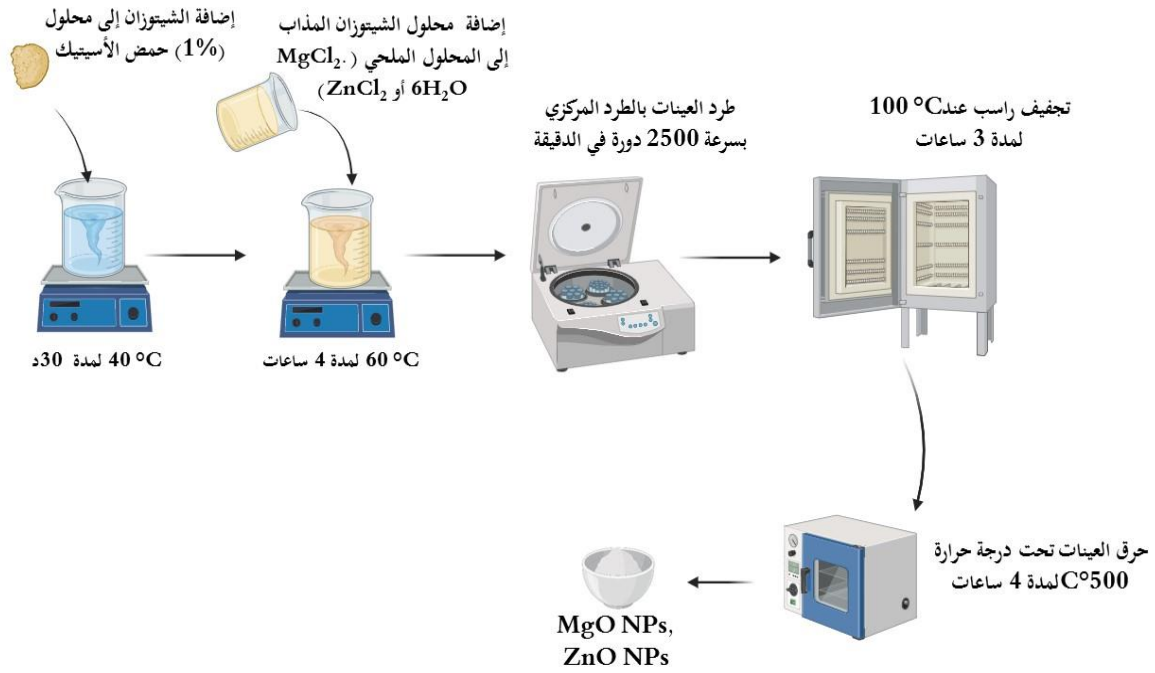 إضافة الشيتوزان إلى محلول
(1%) حمض الأسيتيك
إضافة محلول الشيتوزان المذاب
إلى المحلول الملحي (MgCl₂.
6H₂O أو ZnCl₂)
طرد العينات بالطرد المركزي
بسرعة 2500 دورة في الدقيقة
تجفيف راسب عند100 °C
لمدة 3 ساعات
40 °C لمدة 30د
60 °C لمدة 4 ساعات
حرق العينات تحت درجة حرارة
500°Cلمدة 4 ساعات
MgO NPs,
ZnO NPs